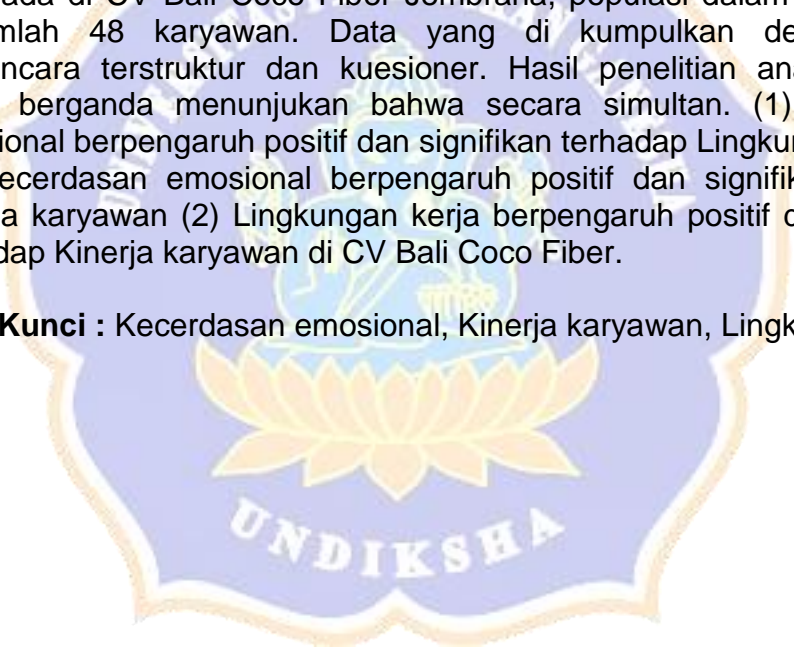 ada di CV Bali Coco Fiber Jembrana, populasi dalam
mlah 48 karyawan. Data yang di kumpulkan de
ncara terstruktur dan kuesioner. Hasil penelitian ana
berganda menunjukan bahwa secara simultan. (1)
ional berpengaruh positif dan signifikan terhadap Lingku
ecerdasan emosional berpengaruh positif dan signifik
a karyawan (2) Lingkungan kerja berpengaruh positif d
dap Kinerja karyawan di CV Bali Coco Fiber.
Kunci : Kecerdasan emosional, Kinerja karyawan, Lingk
UNDIKSHA